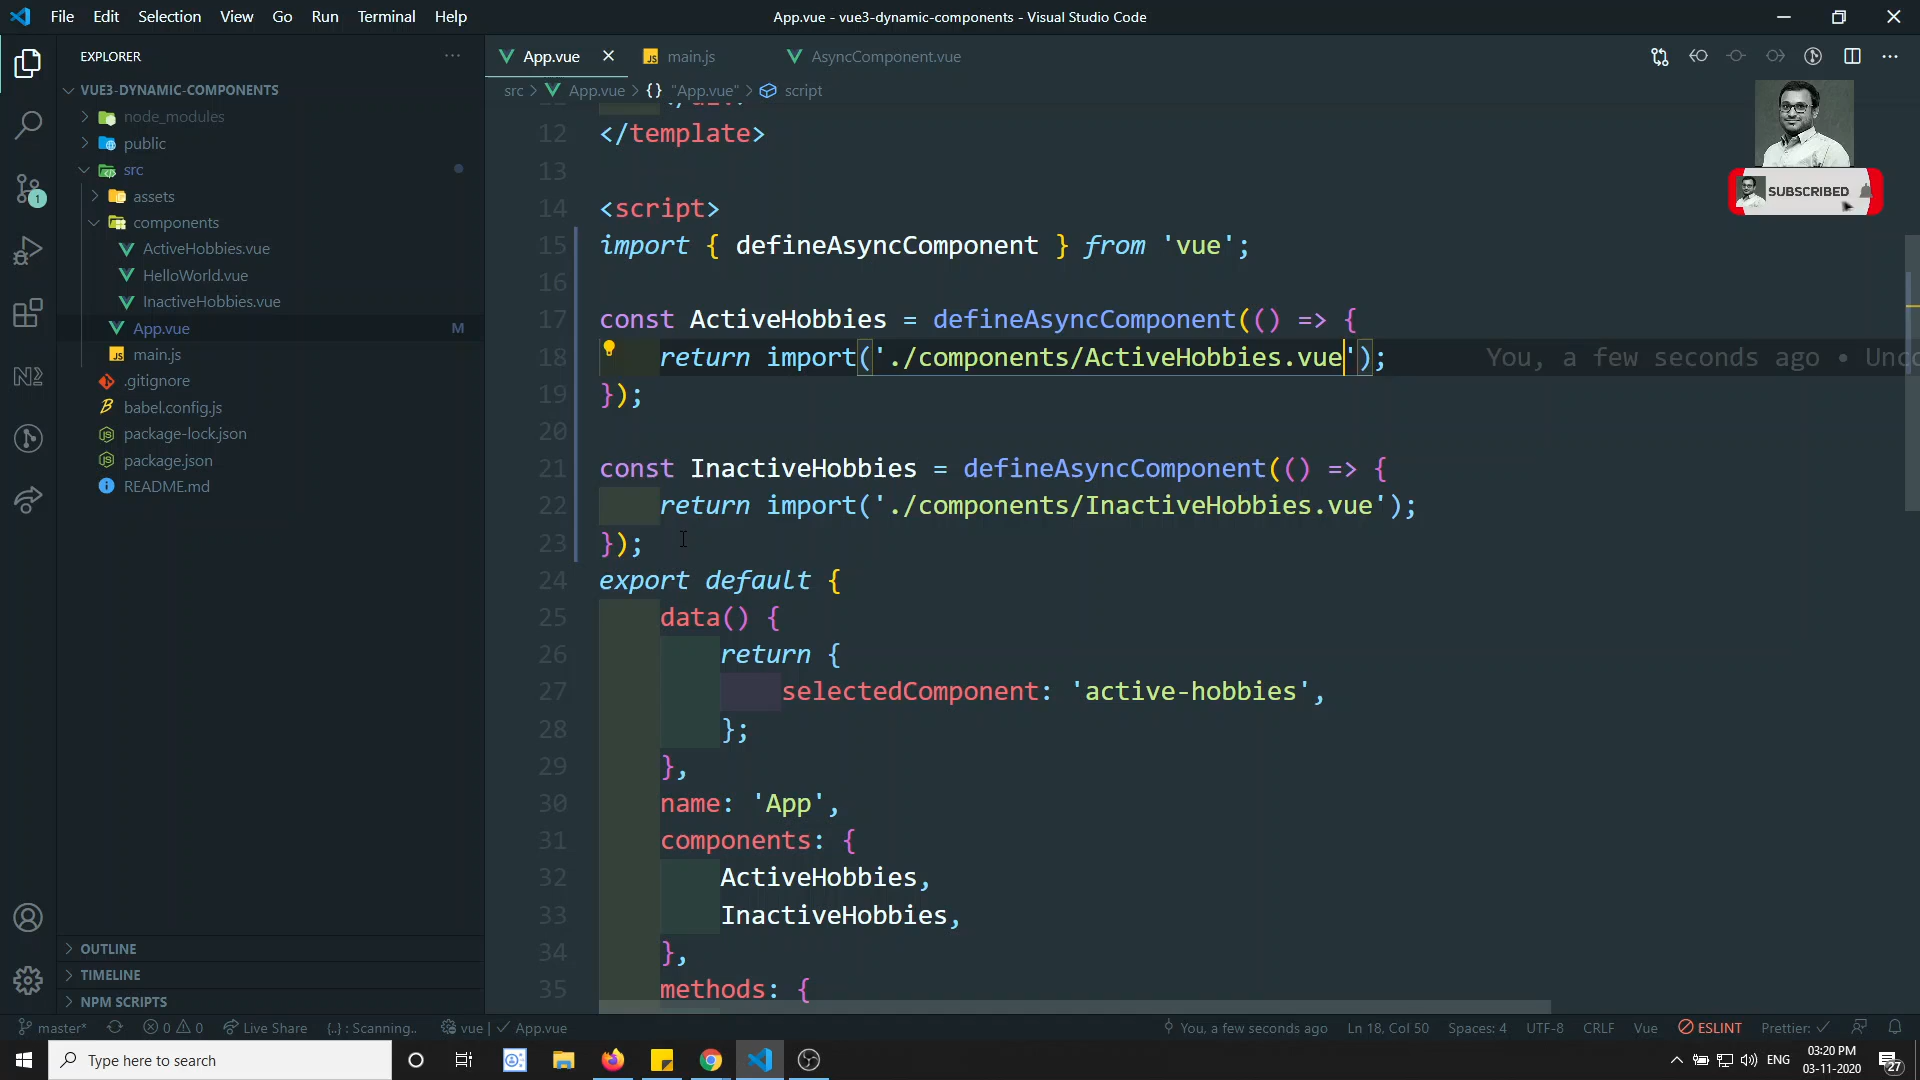 File Edit Selection View Go Run Terminal Help
App.vue - vue3-dynamic-components - Visual Studio Code
EXPLORER
VUE3-DYNAMIC-COMPONENTS
node_modules
public
src
assets
components
ActiveHobbies.vue
HelloWorld.vue
InactiveHobbies.vue
App.vue M
main.js
.gitignore
babel.config.js
package-lock.json
package.json
README.md
OUTLINE
TIMELINE
NPM SCRIPTS
App.vue main.js AsyncComponent.vue
src > App.vue > {} "App.vue" > script
12 </template>
13
14 <script>
15 import { defineAsyncComponent } from 'vue';
16
17 const ActiveHobbies = defineAsyncComponent(() => {
18 return import('./components/ActiveHobbies.vue'); You, a few seconds ago • Unco
19 });
20
21 const InactiveHobbies = defineAsyncComponent(() => {
22 return import('./components/InactiveHobbies.vue');
23 });
24 export default {
25 data() {
26 return {
27 selectedComponent: 'active-hobbies',
28 };
29 },
30 name: 'App',
31 components: {
32 ActiveHobbies,
33 InactiveHobbies,
34 },
35 methods: {
SUBSCRIBED
1
master* 0 0 Live Share {..} : Scanning.. vue | App.vue
You, a few seconds ago Ln 18, Col 50 Spaces: 4 UTF-8 CRLF Vue ESLINT Prettier: ✓
Type here to search
ENG
03:20 PM
03-11-2020
27